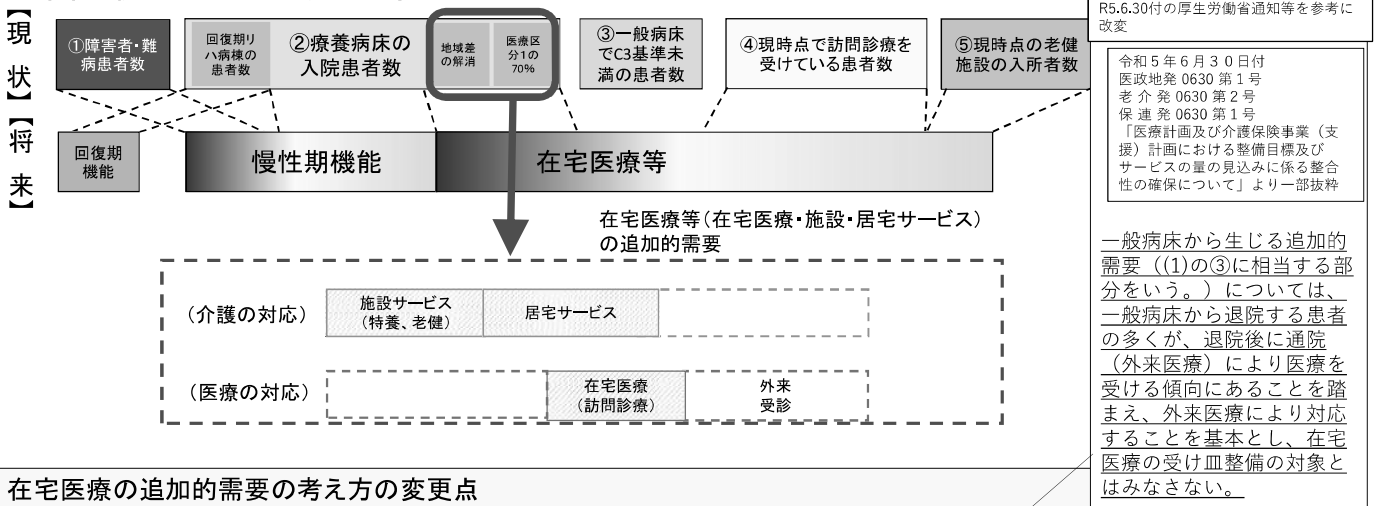 【現状】
①障害者・難
病患者数
回復期リ
ハ病棟の
患者数
②療養病床の
入院患者数
地域差
の解消
医療区
分1の
70%
③一般病床
でC3基準未
満の患者数
④現時点で訪問診療を
受けている患者数
⑤現時点の老健
施設の入所者数
【将来】
回復期
機能
慢性期機能
在宅医療等
在宅医療等(在宅医療・施設・居宅サービス)
の追加的需要
(介護の対応)
施設サービス
(特養、老健)
居宅サービス
(医療の対応)
在宅医療
(訪問診療)
外来
受診
在宅医療の追加的需要の考え方の変更点
R5.6.30付の厚生労働省通知等を参考に
改変
令和5年6月30日付
医政地発 0630 第1号
老 介 発 0630 第2号
保 連 発 0630 第1号
「医療計画及び介護保険事業(支
援)計画における整備目標及び
サービスの量の見込みに係る整合
性の確保について」より一部抜粋
一般病床から生じる追加的
需要((1)の③に相当する部
分をいう。)については、
一般病床から退院する患者
の多くが、退院後に通院
(外来医療)により医療を
受ける傾向にあることを踏
まえ、外来医療により対応
することを基本とし、在宅
医療の受け皿整備の対象と
はみなさない。